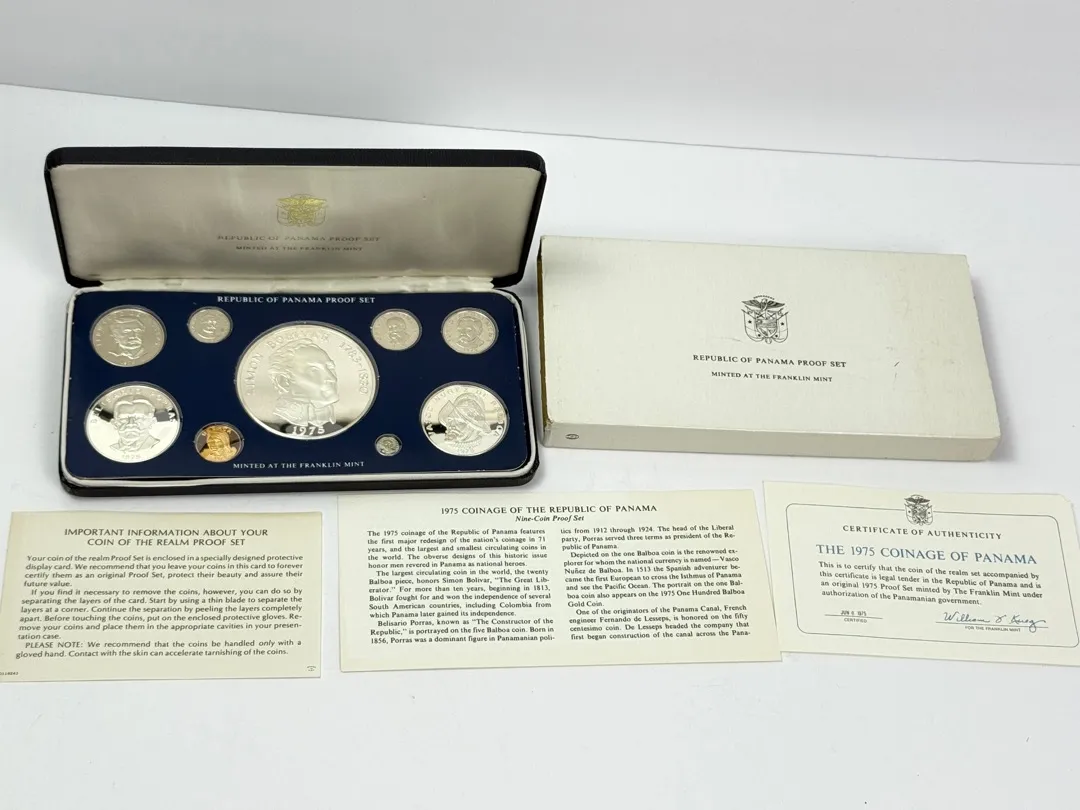 REPUBLIC OF PANAMA PROOF SET
MINTED AT THE FRANKLIN MINT
REPUBLIC OF PANAMA PROOF SET
SIMON BOLIVAR 1783 1830
1975
1975
MINTED AT THE FRANKLIN MINT
REPUBLIC OF PANAMA PROOF SET
MINTED AT THE FRANKLIN MINT
IMPORTANT INFORMATION ABOUT YOUR
COIN OF THE REALM PROOF SET
Your coin of the realm Proof Set is enclosed in a specially designed protective
display card. We recommend that you leave your coins in this card to forever
certify them as an original Proof Set, protect their beauty and assure their
future value.
If you find it necessary to remove the coins, however, you can do so by
separating the layers of the card. Start by using a thin blade to separate the
layers at a corner. Continue the separation by peeling the layers completely
apart. Before touching the coins, put on the enclosed protective gloves. Re-
move your coins and place them in the appropriate cavities in your presen-
tation case.
PLEASE NOTE: We recommend that the coins be handled only with a
gloved hand. Contact with the skin can accelerate tarnishing of the coins.
1975 COINAGE OF THE REPUBLIC OF PANAMA
Nine-Coin Proof Set
The 1975 coinage of the Republic of Panama features
the first major redesign of the nation's coinage in 71
years, and the largest and smallest circulating coins in
the world. The obverse designs of this historic issue
honor men revered in Panama as national heroes.
The largest circulating coin in the world, the twenty
Balboa piece, honors Simon Bolivar, "The Great Lib-
erator." For more than ten years, beginning in 1813,
Bolivar fought for and won the independence of several
South American countries, including Colombia from
which Panama later gained its independence.
Belisario Porras, known as "The Constructor of the
Republic," is portrayed on the five Balboa coin. Born in
1856, Porras was a dominant figure in Panamanian poli-
tics from 1912 through 1924. The head of the Liberal
party, Porras served three terms as president of the Re-
public of Panama.
Depicted on the one Balboa coin is the renowned ex-
plorer for whom the national currency is named—Vasco
Nuñez de Balboa. In 1513 the Spanish adventurer be-
came the first European to cross the Isthmus of Panama
and see the Pacific Ocean. The portrait on the one Bal-
boa coin also appears on the 1975 One Hundred Balboa
Gold Coin.
One of the originators of the Panama Canal, French
engineer Fernando de Lesseps, is honored on the fifty
centesimo coin. De Lesseps headed the company that
first began construction of the canal across the Pana-
CERTIFICATE OF AUTHENTICITY
THE 1975 COINAGE OF PANAMA
This is to certify that the coin of the realm set accompanied by
this certificate is legal tender in the Republic of Panama and is
an original 1975 Proof Set minted by The Franklin Mint under
authorization of the Panamanian government.
JUN 6 1975
CERTIFIED
FOR THE FRANKLIN MINT